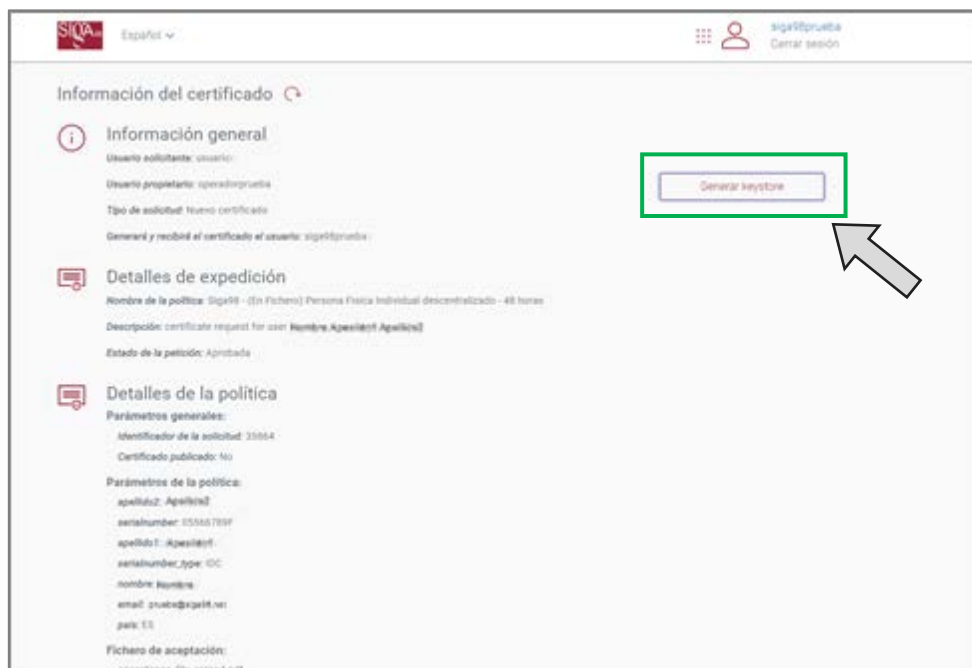 SIQA
Español
siga98prueba
Cerrar sesión
Información del certificado
Información general
Usuario solicitante: usuario
Usuario propietario: operadorprueba
Generar keystore
Tipo de solicitud: Nuevo certificado
Generará y recibirá el certificado el usuario: siga98prueba
Detalles de expedición
Nombre de la política: Siga98 - (En Fichero) Persona Física Individual descentralizado - 48 horas
Descripción: certificate request for user Nombre Apellido1 Apellido2
Estado de la petición: Aprobada
Detalles de la política
Parámetros generales:
Identificador de la solicitud:
Certificado publicado: No
Parámetros de la política:
apellido2: Apellido2
serialnumber:
apellido1: Apellido1
serialnumber_type: IDC
nombre: Nombre
email: prueba@siga98.net
país: ES
Fichero de aceptación: